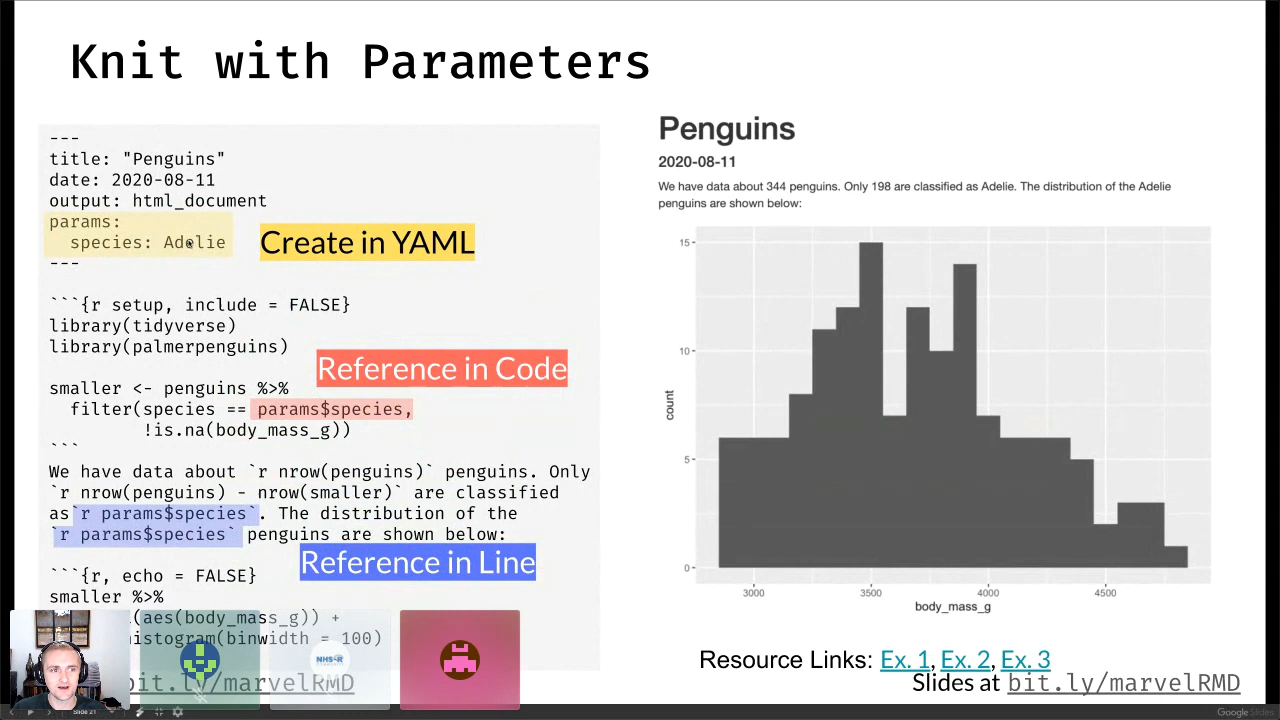 Knit with Parameters
---
title: "Penguins"
date: 2020-08-11
output: html_document
params:
species: Adelie
---
Create in YAML
```{r setup, include = FALSE}
library(tidyverse)
library(palmerpenguins)
Reference in Code
smaller <- penguins %>%
filter(species == params$species,
!is.na(body_mass_g))
```
We have data about `r nrow(penguins)` penguins. Only
`r nrow(penguins) - nrow(smaller)` are classified
as`r params$species`. The distribution of the
`r params$species` penguins are shown below:
Reference in Line
```{r, echo = FALSE}
smaller %>%
(aes(body_mass_g)) +
histogram(binwidth = 100)
bit.ly/marvelRMD
NHS-R
Penguins
2020-08-11
We have data about 344 penguins. Only 198 are classified as Adelie. The distribution of the Adelie
penguins are shown below:
15
10
5
0
count
3000 3500 4000 4500
body_mass_g
Resource Links: Ex. 1, Ex. 2, Ex. 3
Slides at bit.ly/marvelRMD
Slide 21
Google Slides